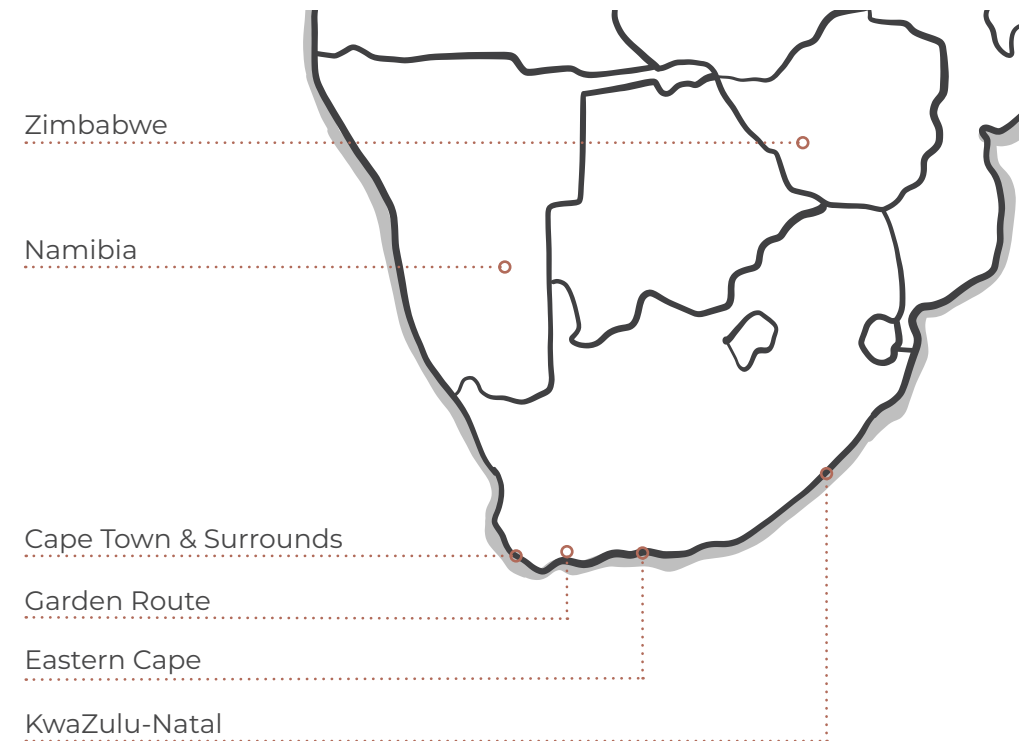 Zimbabwe
Namibia
Cape Town & Surrounds
Garden Route
Eastern Cape
KwaZulu-Natal